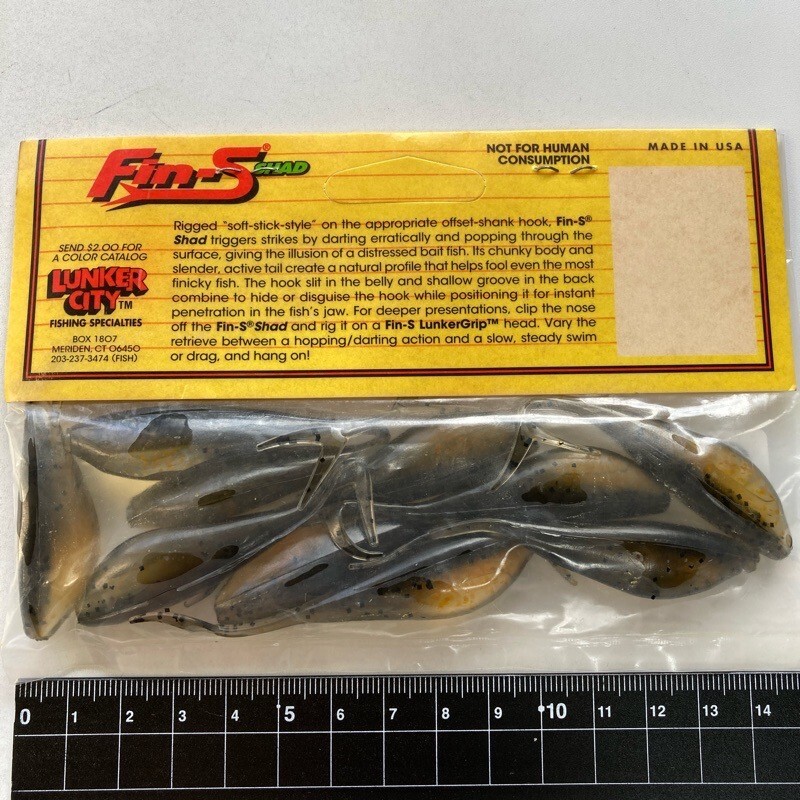 Fin-S® SHAD
NOT FOR HUMAN
CONSUMPTION
MADE IN USA
SEND $2.00 FOR
A COLOR CATALOG
LUNKER
CITY™
FISHING SPECIALTIES
BOX 1807
MERIDEN, CT 06450
203-237-3474 (FISH)
Rigged "soft-stick-style" on the appropriate offset-shank hook, Fin-S®
Shad triggers strikes by darting erratically and popping through the
surface, giving the illusion of a distressed bait fish. Its chunky body and
slender, active tail create a natural profile that helps fool even the most
finicky fish. The hook slit in the belly and shallow groove in the back
combine to hide or disguise the hook while positioning it for instant
penetration in the fish's jaw. For deeper presentations, clip the nose
off the Fin-S® Shad and rig it on a Fin-S LunkerGrip™ head. Vary the
retrieve between a hopping/darting action and a slow, steady swim
or drag, and hang on!
0 1 2 3 4 5 6 7 8 9 10 11 12 13 14